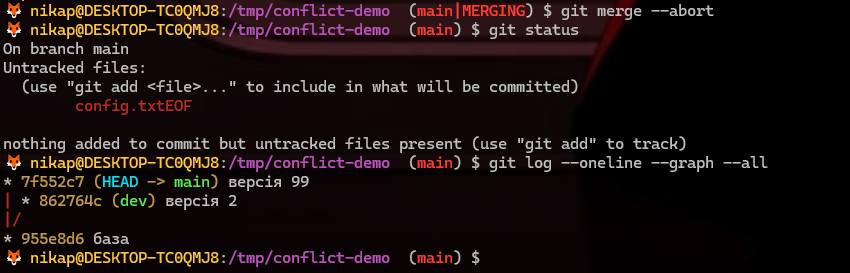 🦊 nikap@DESKTOP-TC0QMJ8:/tmp/conflict-demo (main|MERGING) $ git merge --abort
🦊 nikap@DESKTOP-TC0QMJ8:/tmp/conflict-demo (main) $ git status
On branch main
Untracked files:
  (use "git add <file>..." to include in what will be committed)
        config.txtEOF

nothing added to commit but untracked files present (use "git add" to track)
🦊 nikap@DESKTOP-TC0QMJ8:/tmp/conflict-demo (main) $ git log --oneline --graph --all
* 7f552c7 (HEAD -> main) версія 99
| * 862764c (dev) версія 2
|/
* 955e8d6 база
🦊 nikap@DESKTOP-TC0QMJ8:/tmp/conflict-demo (main) $